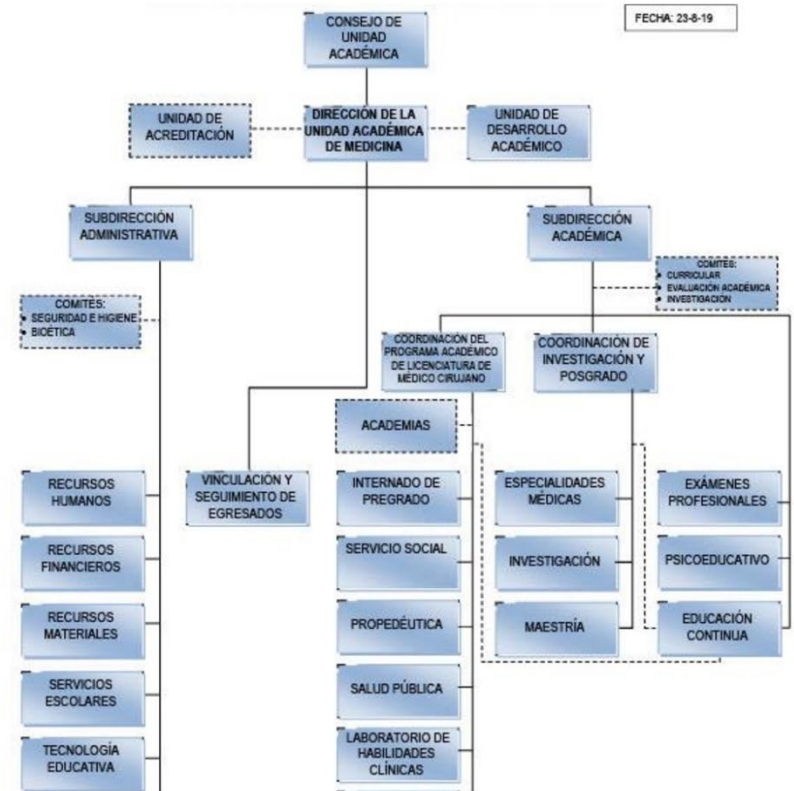 FECHA: 23-8-19
CONSEJO DE
UNIDAD
ACADÉMICA
UNIDAD DE
ACREDITACIÓN
DIRECCIÓN DE LA
UNIDAD ACADÉMICA
DE MEDICINA
UNIDAD DE
DESARROLLO
ACADÉMICO
SUBDIRECCIÓN
ADMINISTRATIVA
SUBDIRECCIÓN
ACADÉMICA
COMITES:
• SEGURIDAD E HIGIENE
• BIOÉTICA
COMITES:
• CURRICULAR
• EVALUACIÓN ACADÉMICA
• INVESTIGACIÓN
COORDINACIÓN DEL
PROGRAMA ACADÉMICO
DE LICENCIATURA DE
MÉDICO CIRUJANO
COORDINACIÓN DE
INVESTIGACIÓN Y
POSGRADO
ACADEMIAS
RECURSOS
HUMANOS
VINCULACIÓN Y
SEGUIMIENTO DE
EGRESADOS
INTERNADO DE
PREGRADO
ESPECIALIDADES
MÉDICAS
EXÁMENES
PROFESIONALES
RECURSOS
FINANCIEROS
SERVICIO SOCIAL
INVESTIGACIÓN
PSICOEDUCATIVO
RECURSOS
MATERIALES
PROPEDÉUTICA
MAESTRÍA
EDUCACIÓN
CONTINUA
SERVICIOS
ESCOLARES
SALUD PÚBLICA
TECNOLOGÍA
EDUCATIVA
LABORATORIO DE
HABILIDADES
CLÍNICAS